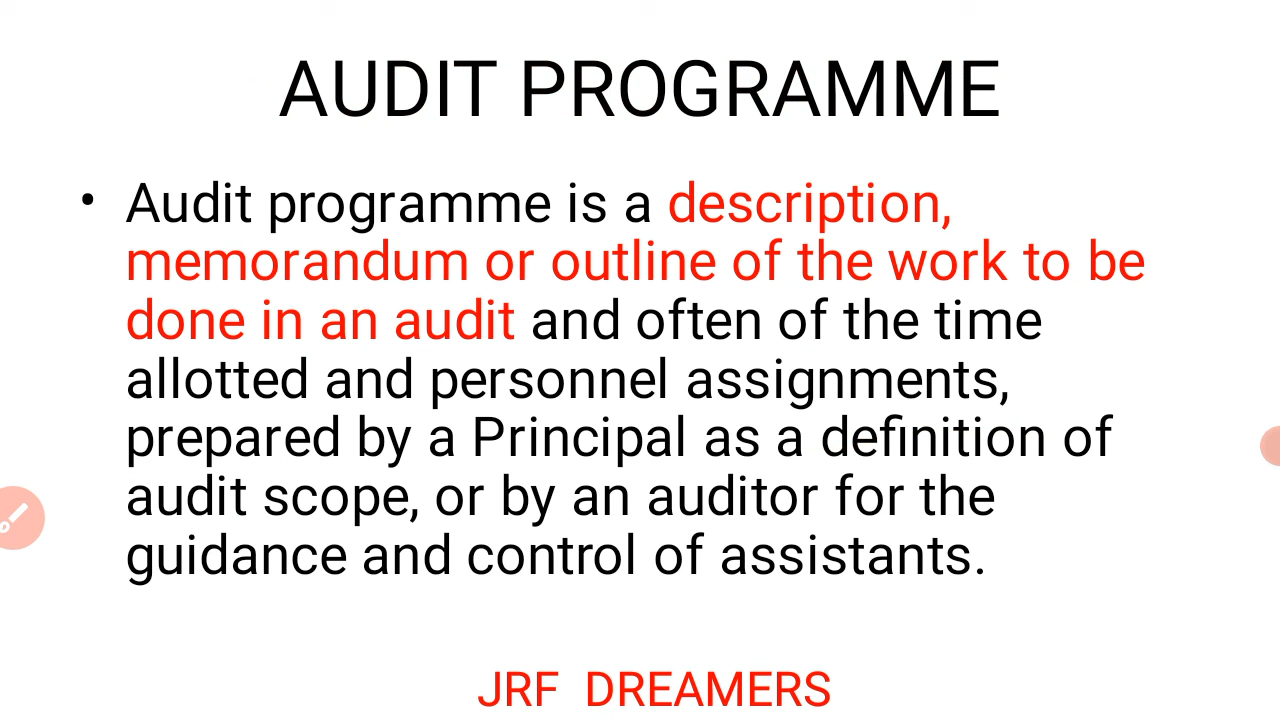 AUDIT PROGRAMME
• Audit programme is a description,
memorandum or outline of the work to be
done in an audit and often of the time
allotted and personnel assignments,
prepared by a Principal as a definition of
audit scope, or by an auditor for the
guidance and control of assistants.
JRF DREAMERS